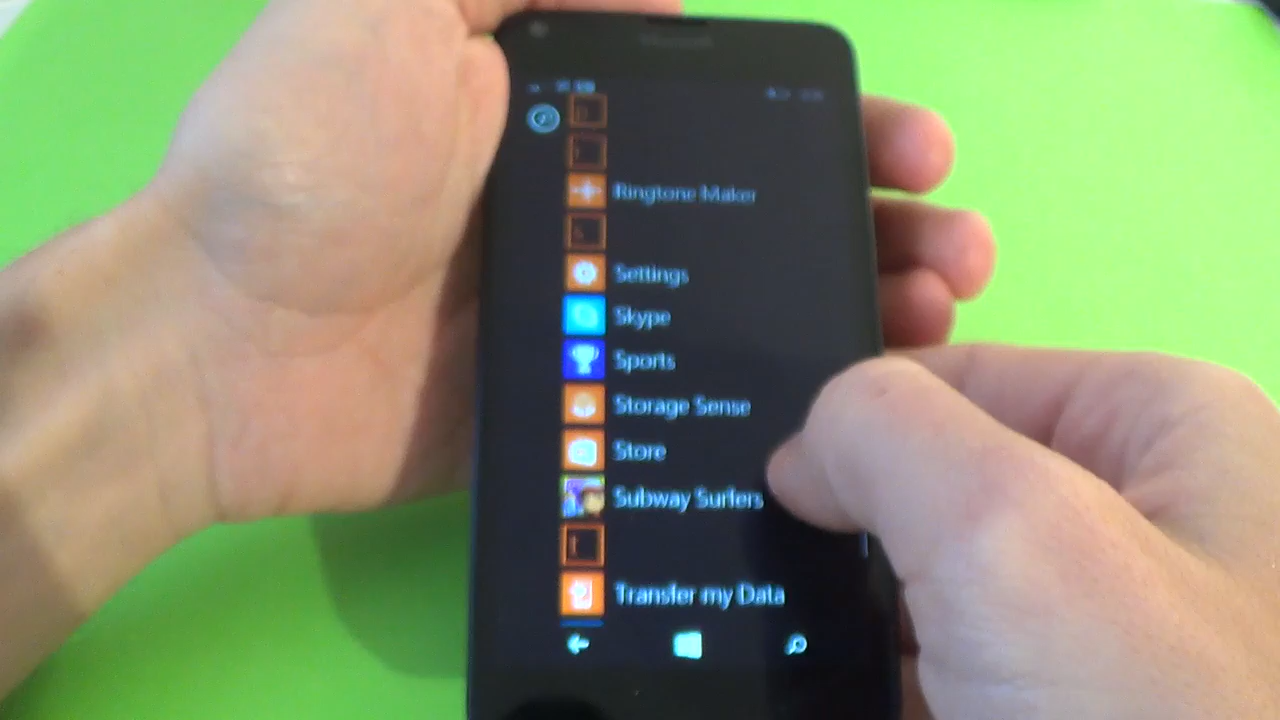 Ringtone Maker
Settings
Skype
Sports
Storage Sense
Store
Subway Surfers
t
Transfer my Data